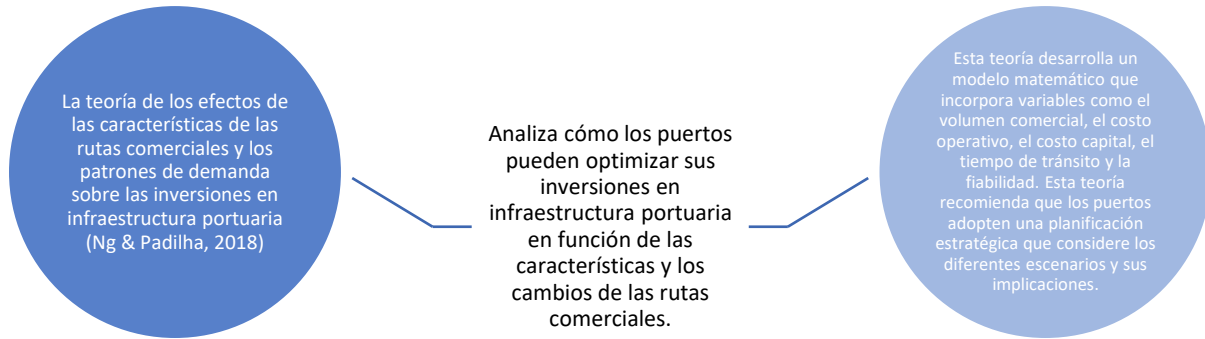 La teoría de los efectos de
las características de las
rutas comerciales y los
patrones de demanda
sobre las inversiones en
infraestructura portuaria
(Ng & Padilha, 2018)
Analiza cómo los puertos
pueden optimizar sus
inversiones en
infraestructura portuaria
en función de las
características y los
cambios de las rutas
comerciales.
Esta teoría desarrolla un
modelo matemático que
incorpora variables como el
volumen comercial, el costo
operativo, el costo capital, el
tiempo de tránsito y la
fiabilidad. Esta teoría
recomienda que los puertos
adopten una planificación
estratégica que considere los
diferentes escenarios y sus
implicaciones.